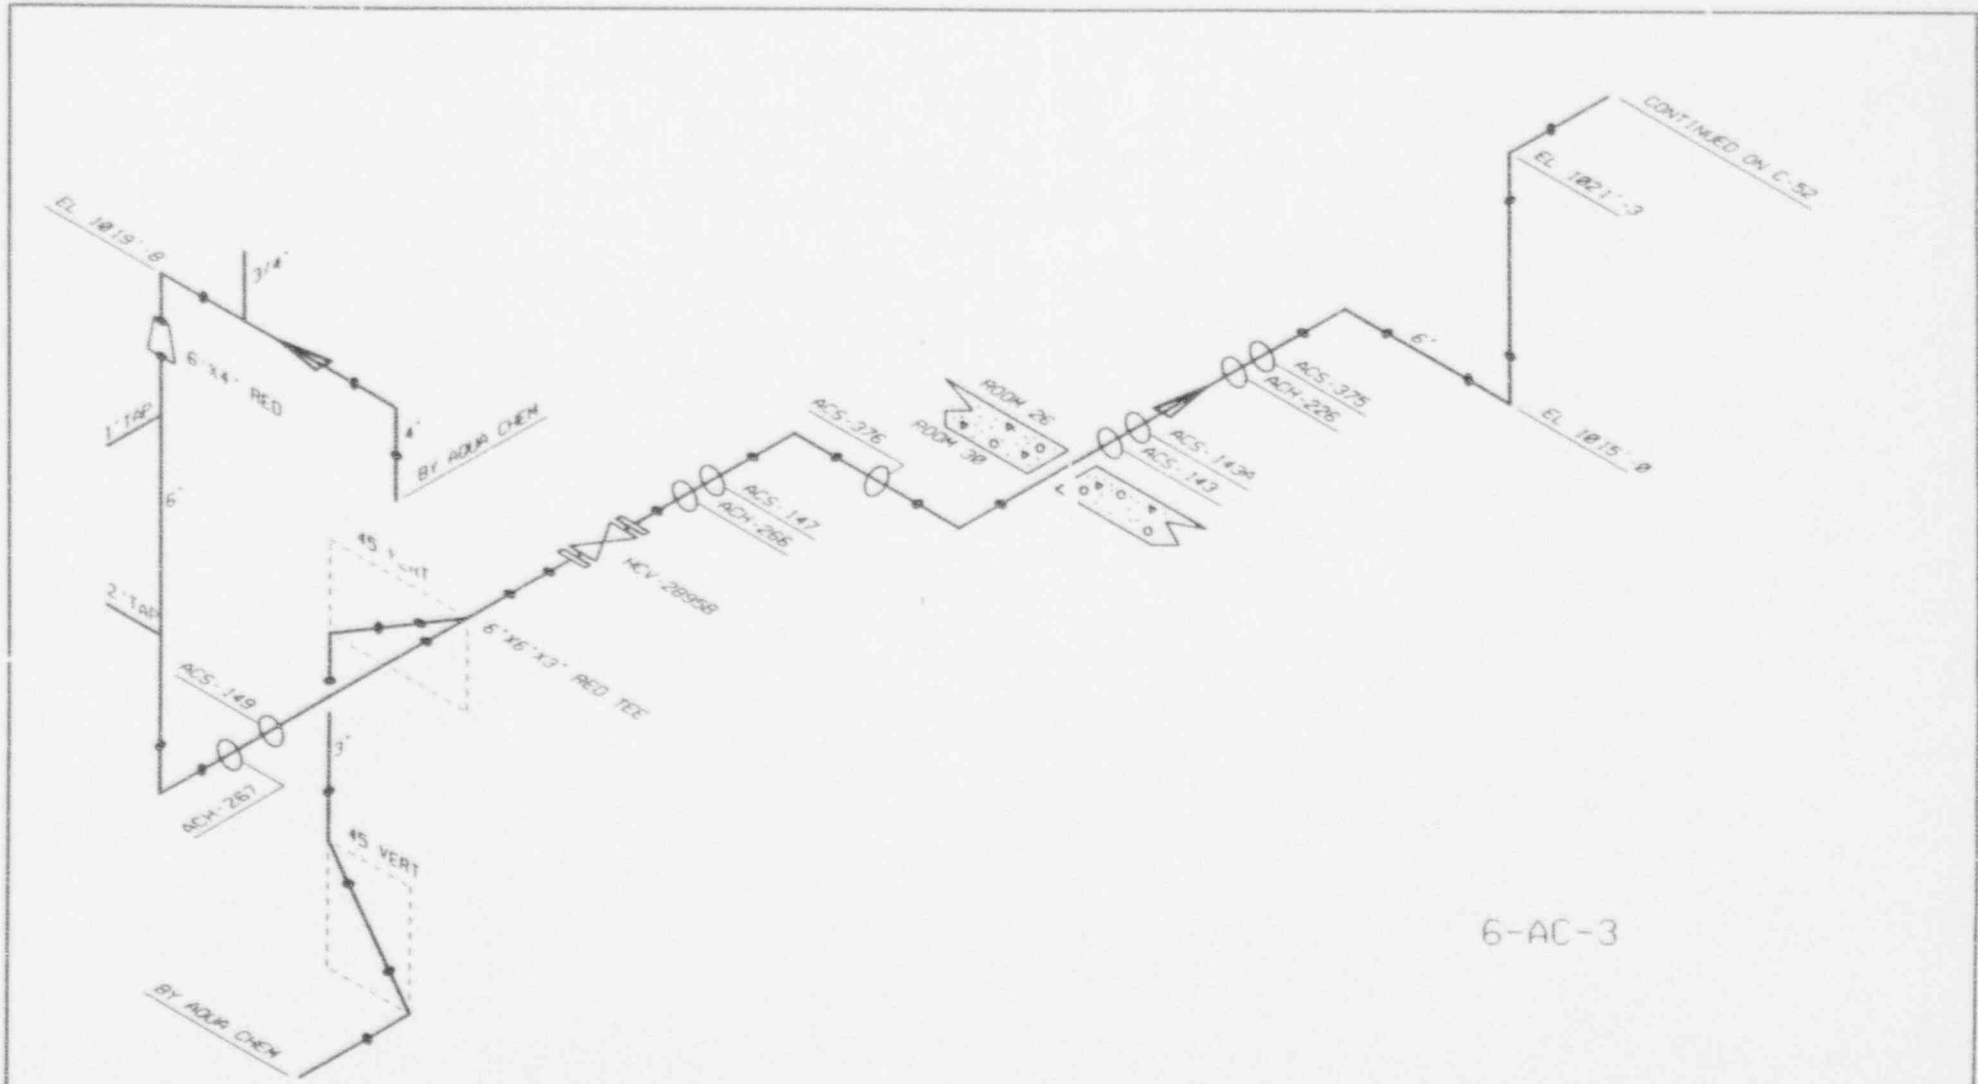 CONTINUED ON C-52
EL 1021'-3
EL 1019'-8
3/4"
6"X4" RED
1"TAP
4"
BY AQUA CHEM
6"
2"TAP
45 VERT
ACS-149
ACH-267
3"
45 VERT
BY AQUA CHEM
6"X6"X3" RED TEE
HCV-2895B
ACS-147
ACH-266
ACS-376
ROOM 26
ROOM 30
ACS-143A
ACS-143
ACS-375
ACH-226
6"
EL 1015'-0
6-AC-3